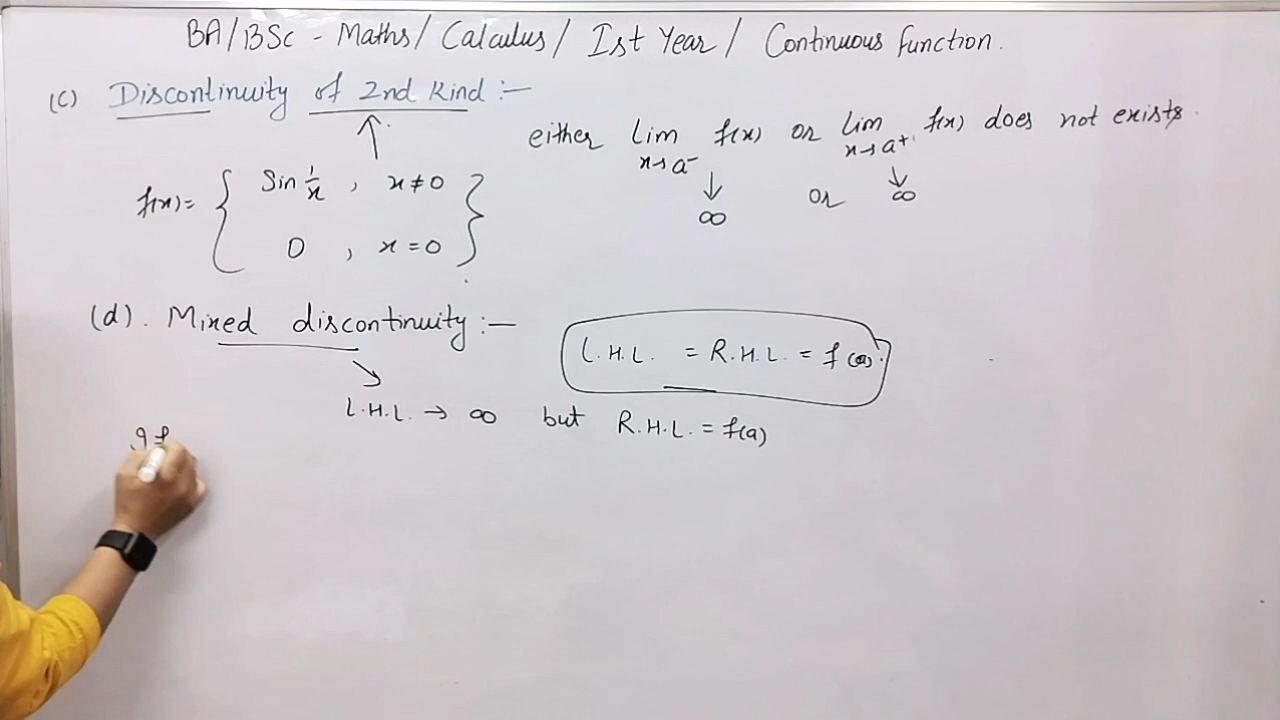 BA/BSc - Maths/ Calculus/ Ist Year/ Continuous Function.
(C) Discontinuity of 2nd Kind :-
either lim x→a⁻ f(x) or lim x→a⁺ f(x) does not exists.
↓ ∞ or ↓ ∞
f(x) = { Sin 1/x , x≠0
0 , x=0 }
(d). Mixed discontinuity :-
L.H.L. = R.H.L. = f(a).
L.H.L. → ∞ but R.H.L. = f(a)
If